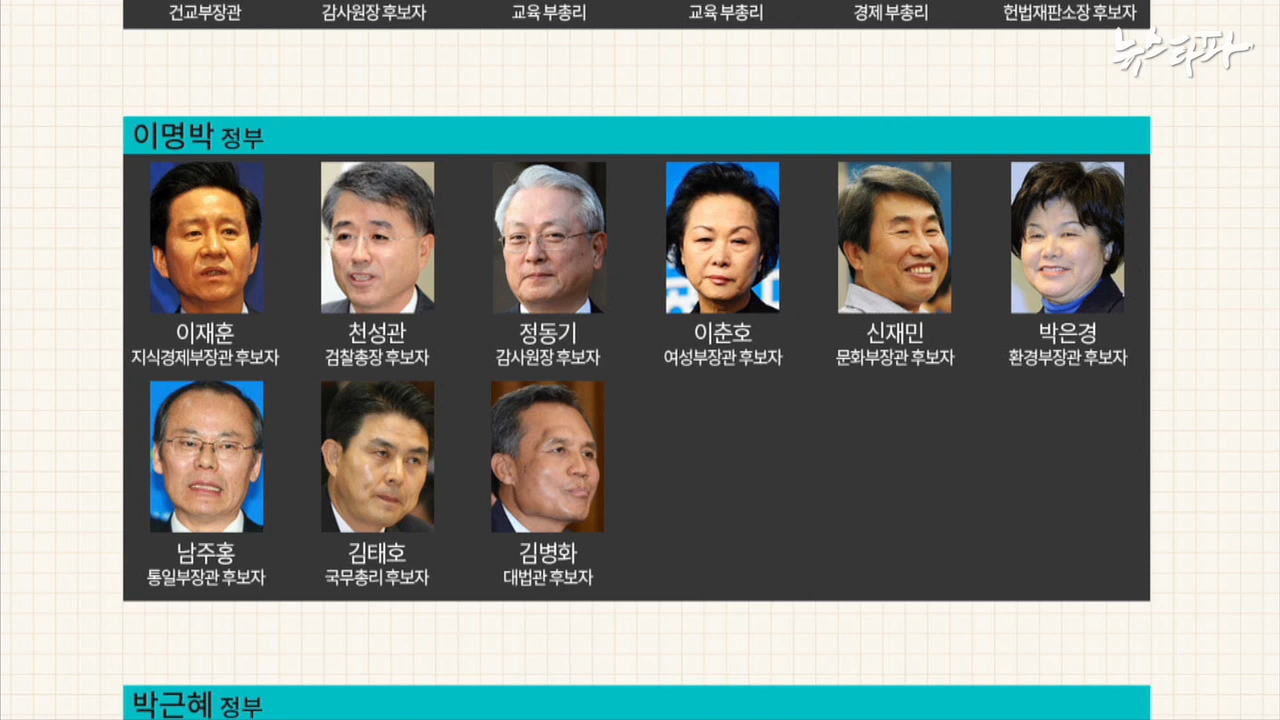 건교부장관 감사원장 후보자 교육 부총리 교육 부총리 경제 부총리 헌법재판소장 후보자
뉴스타파
이명박 정부
이재훈 천성관 정동기 이춘호 신재민 박은경
지식경제부장관 후보자 검찰총장 후보자 감사원장 후보자 여성부장관 후보자 문화부장관 후보자 환경부장관 후보자
남주홍 김태호 김병화
통일부장관 후보자 국무총리 후보자 대법관 후보자
박근혜 정부